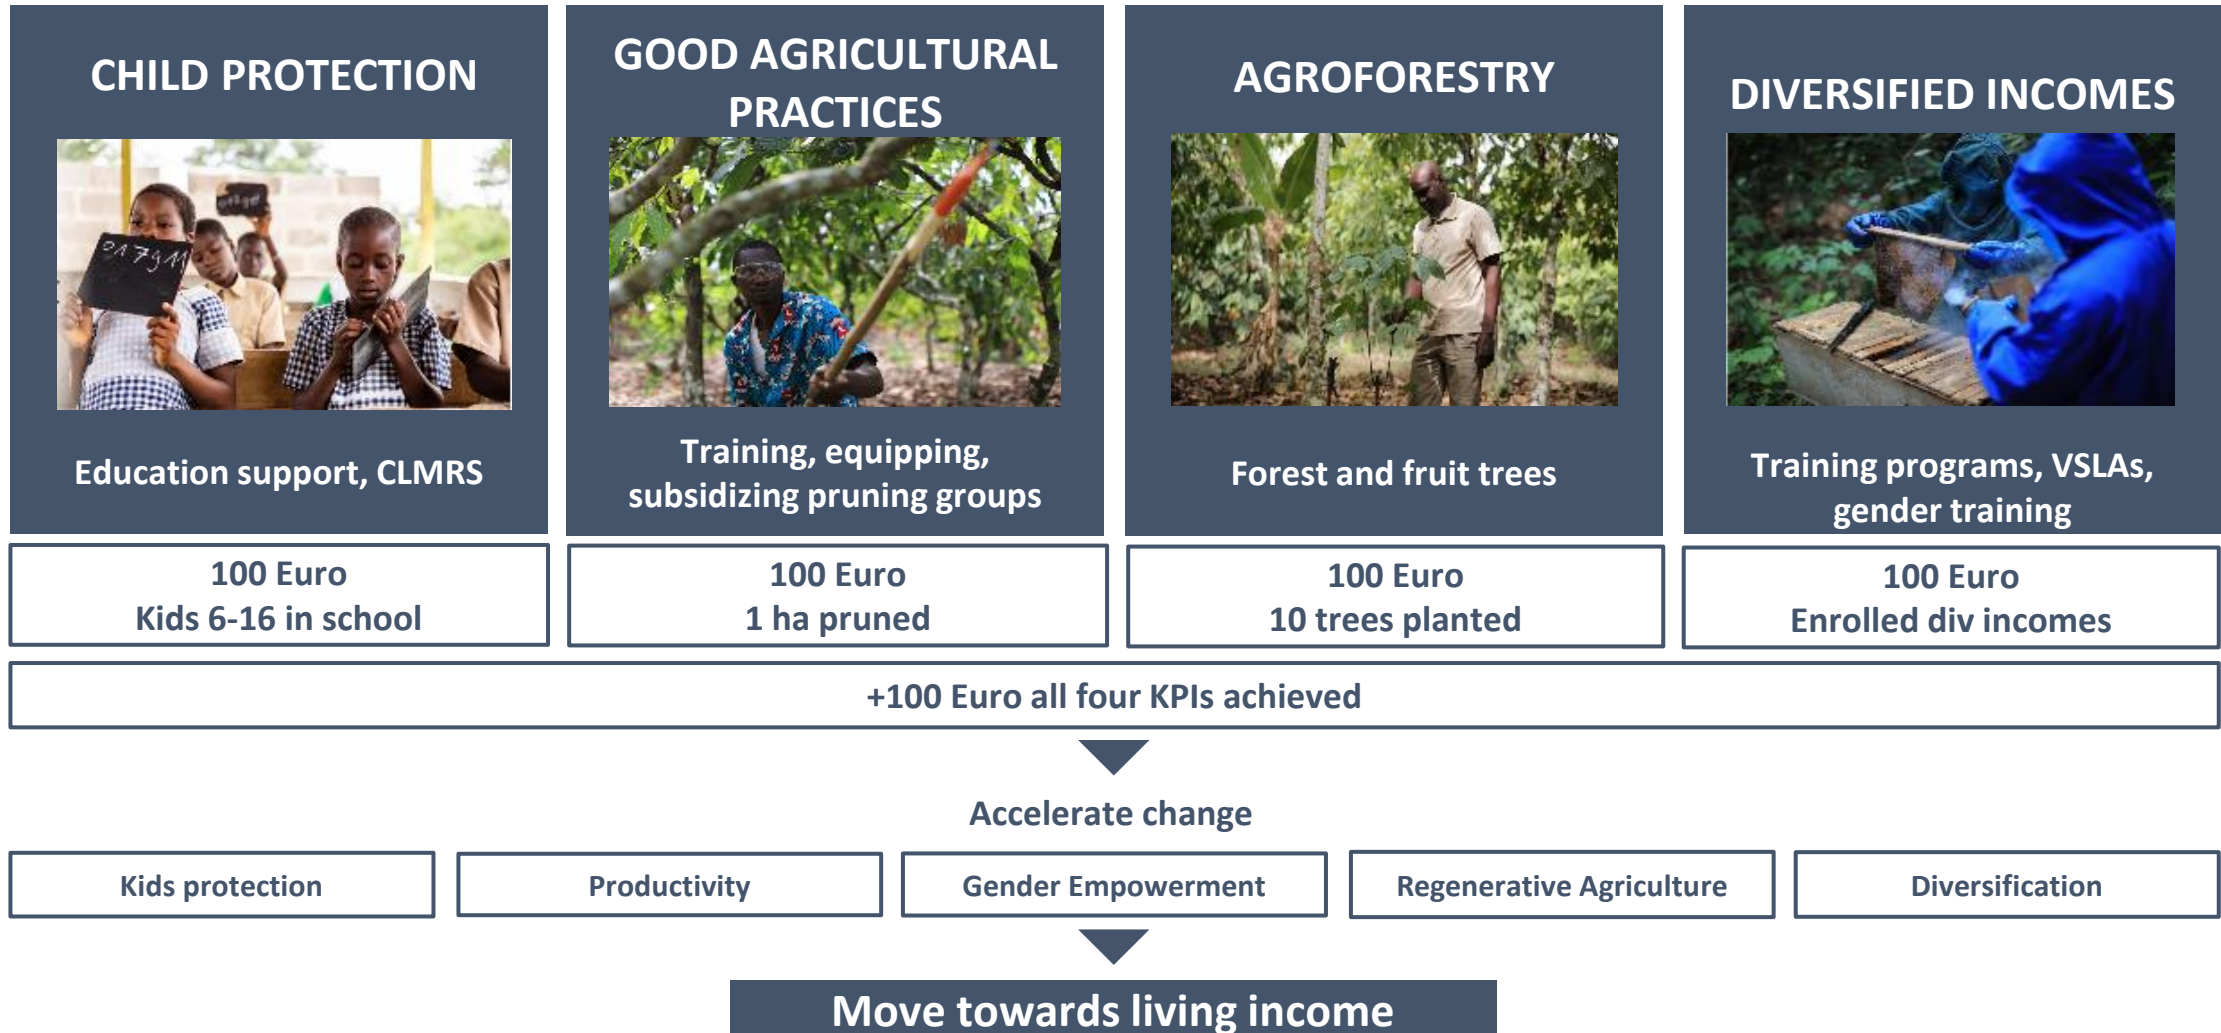 CHILD PROTECTION
Education support, CLMRS
100 Euro
Kids 6-16 in school
GOOD AGRICULTURAL
PRACTICES
Training, equipping,
subsidizing pruning groups
100 Euro
1 ha pruned
AGROFORESTRY
Forest and fruit trees
100 Euro
10 trees planted
DIVERSIFIED INCOMES
Training programs, VSLAs,
gender training
100 Euro
Enrolled div incomes
+100 Euro all four KPIs achieved
Accelerate change
Kids protection
Productivity
Gender Empowerment
Regenerative Agriculture
Diversification
Move towards living income